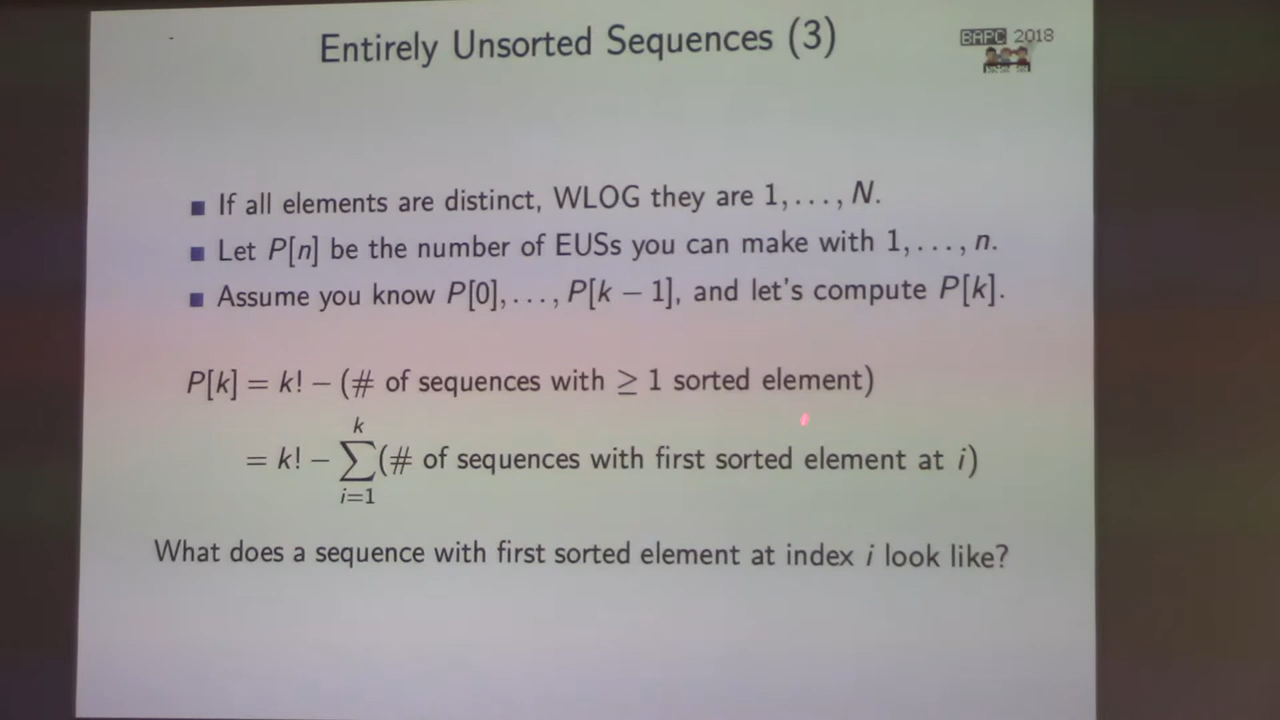 Entirely Unsorted Sequences (3)
BAPC 2018
If all elements are distinct, WLOG they are 1, . . . , N.
Let P[n] be the number of EUSs you can make with 1, . . . , n.
Assume you know P[0], . . . , P[k − 1], and let's compute P[k].
P[k] = k! − (# of sequences with ≥ 1 sorted element)
= k! − ∑_{i=1}^{k} (# of sequences with first sorted element at i)
What does a sequence with first sorted element at index i look like?